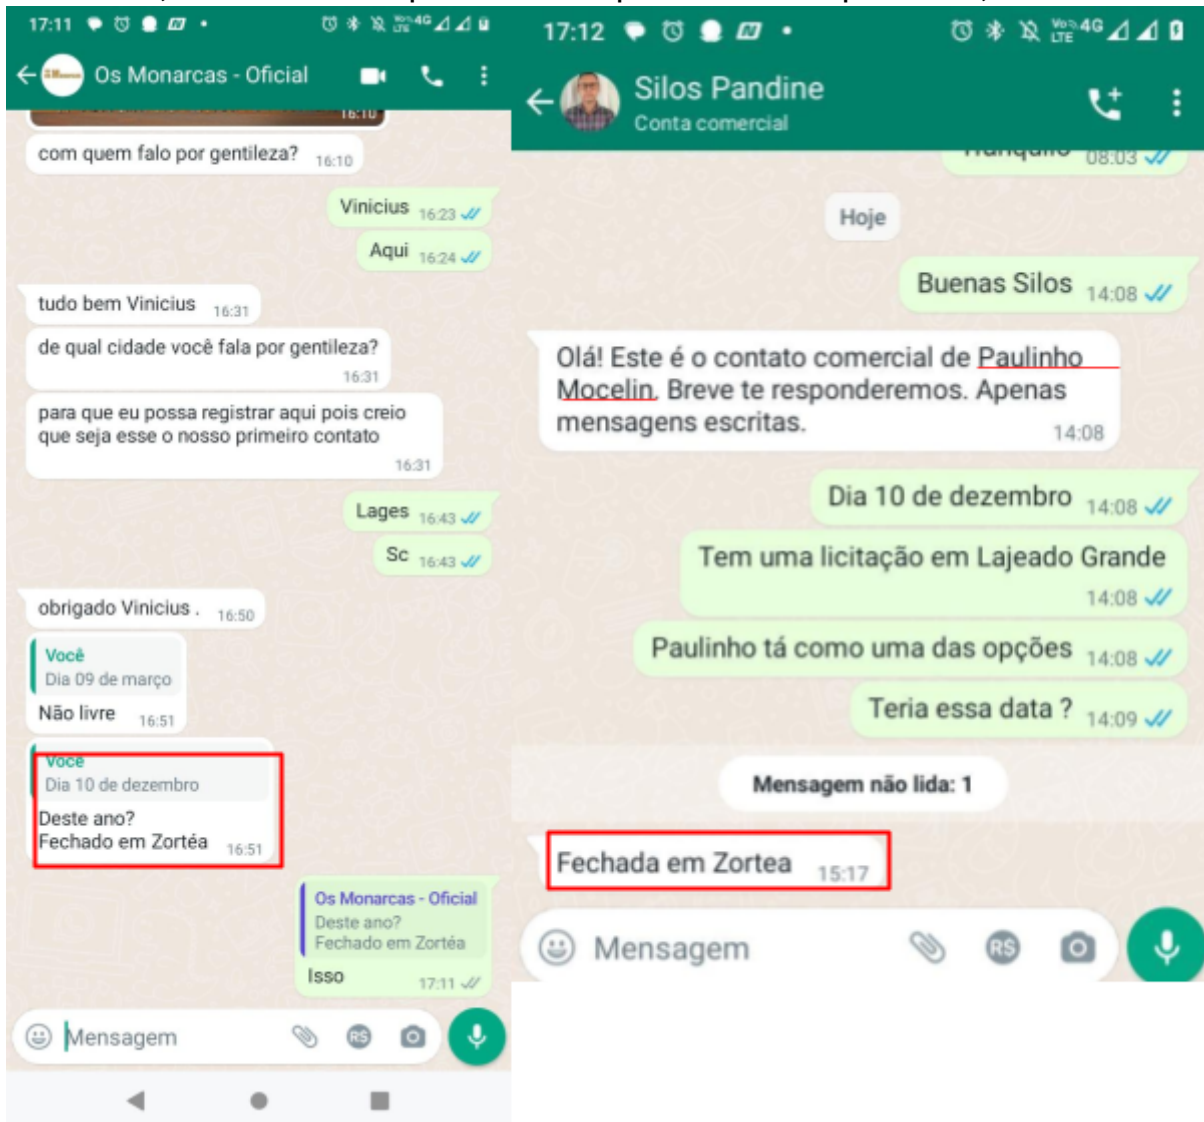 17:11
4G
Os Monarcas - Oficial
16:10
com quem falo por gentileza? 16:10
Vinicius 16:23
Aqui 16:24
tudo bem Vinicius 16:31
de qual cidade você fala por gentileza?
16:31
para que eu possa registrar aqui pois creio
que seja esse o nosso primeiro contato
16:31
Lages 16:43
Sc 16:43
obrigado Vinicius . 16:50
Você
Dia 09 de março
Não livre 16:51
Você
Dia 10 de dezembro
Deste ano?
Fechado em Zortéa 16:51
Os Monarcas - Oficial
Deste ano?
Fechado em Zortéa
Isso 17:11
Mensagem R$
17:12
4G
LTE
Silos Pandine
Conta comercial
Tranquilo 08:03
Hoje
Buenas Silos 14:08
Olá! Este é o contato comercial de Paulinho
Mocelin. Breve te responderemos. Apenas
mensagens escritas. 14:08
Dia 10 de dezembro 14:08
Tem uma licitação em Lajeado Grande
14:08
Paulinho tá como uma das opções 14:08
Teria essa data ? 14:09
Mensagem não lida: 1
Fechada em Zortea 15:17
Mensagem R$